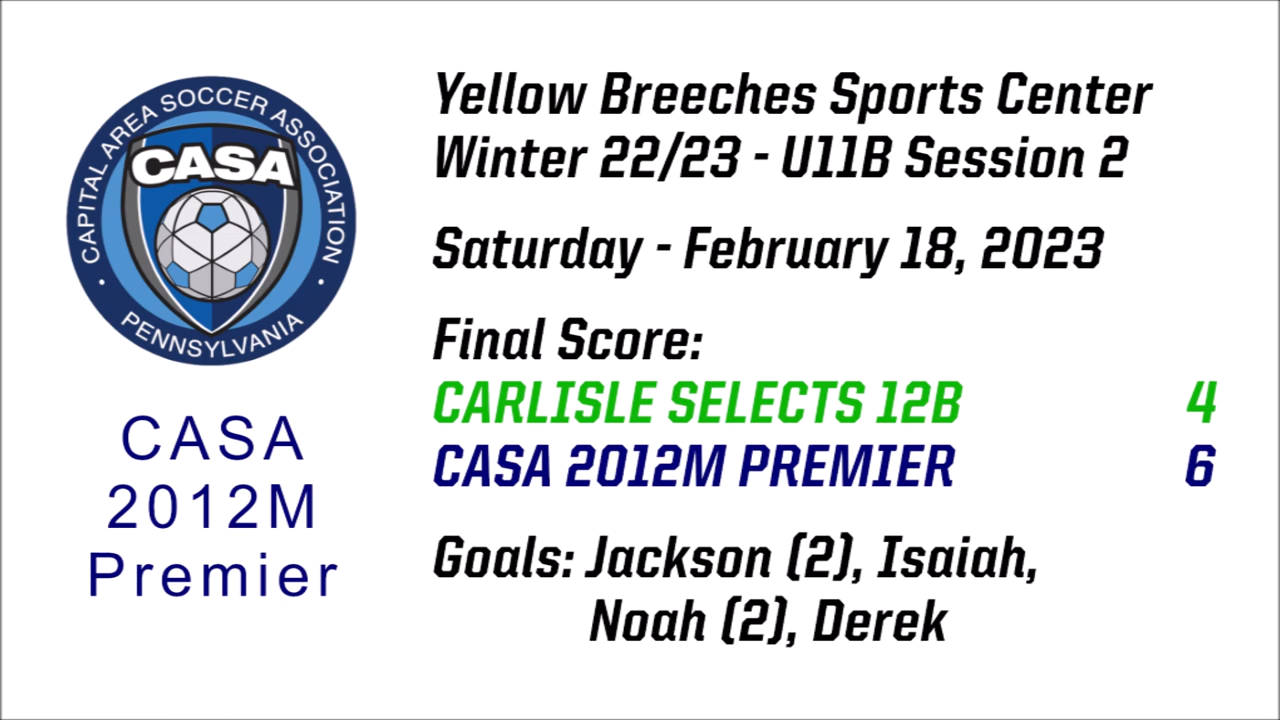 CAPITAL AREA SOCCER ASSOCIATION
CASA
• PENNSYLVANIA •
CASA
2012M
Premier
Yellow Breeches Sports Center
Winter 22/23 - U11B Session 2
Saturday - February 18, 2023
Final Score:
CARLISLE SELECTS 12B 4
CASA 2012M PREMIER 6
Goals: Jackson (2), Isaiah,
Noah (2), Derek